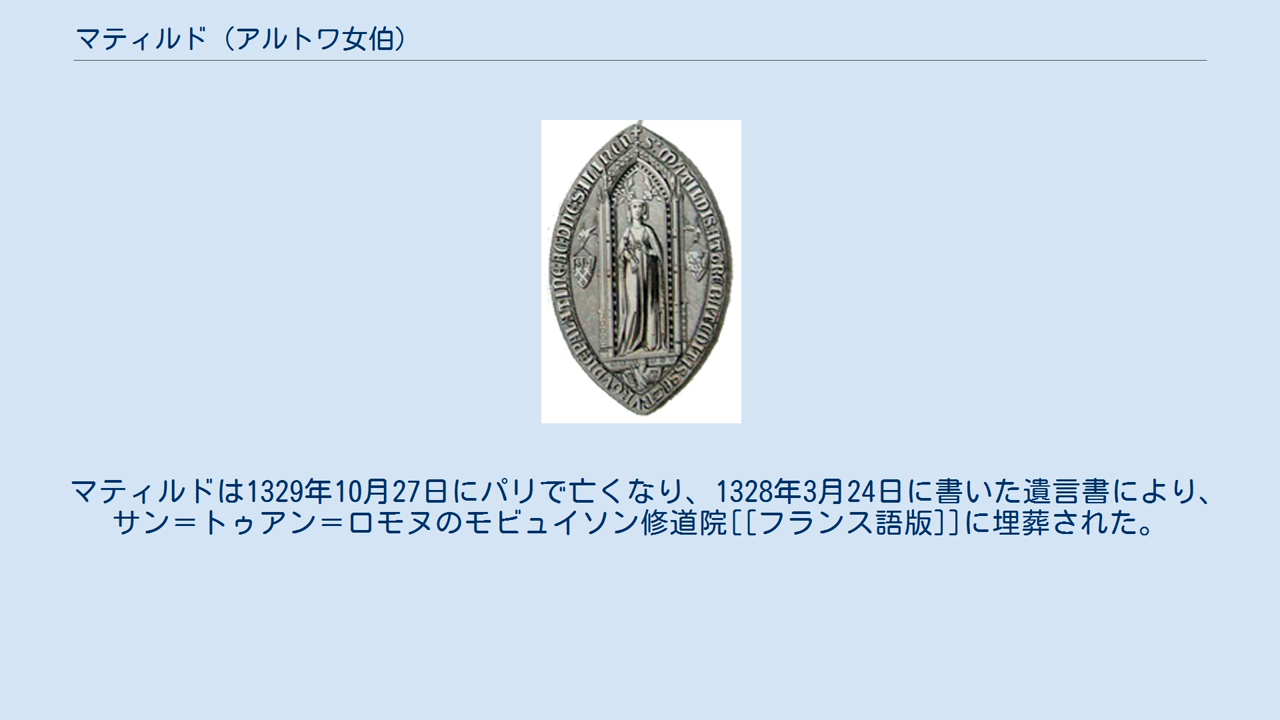 マティルド（アルトワ女伯）
マティルドは1329年10月27日にパリで亡くなり、1328年3月24日に書いた遺言書により、
サン＝トゥアン＝ロモヌのモビュイソン修道院[[フランス語版]]に埋葬された。